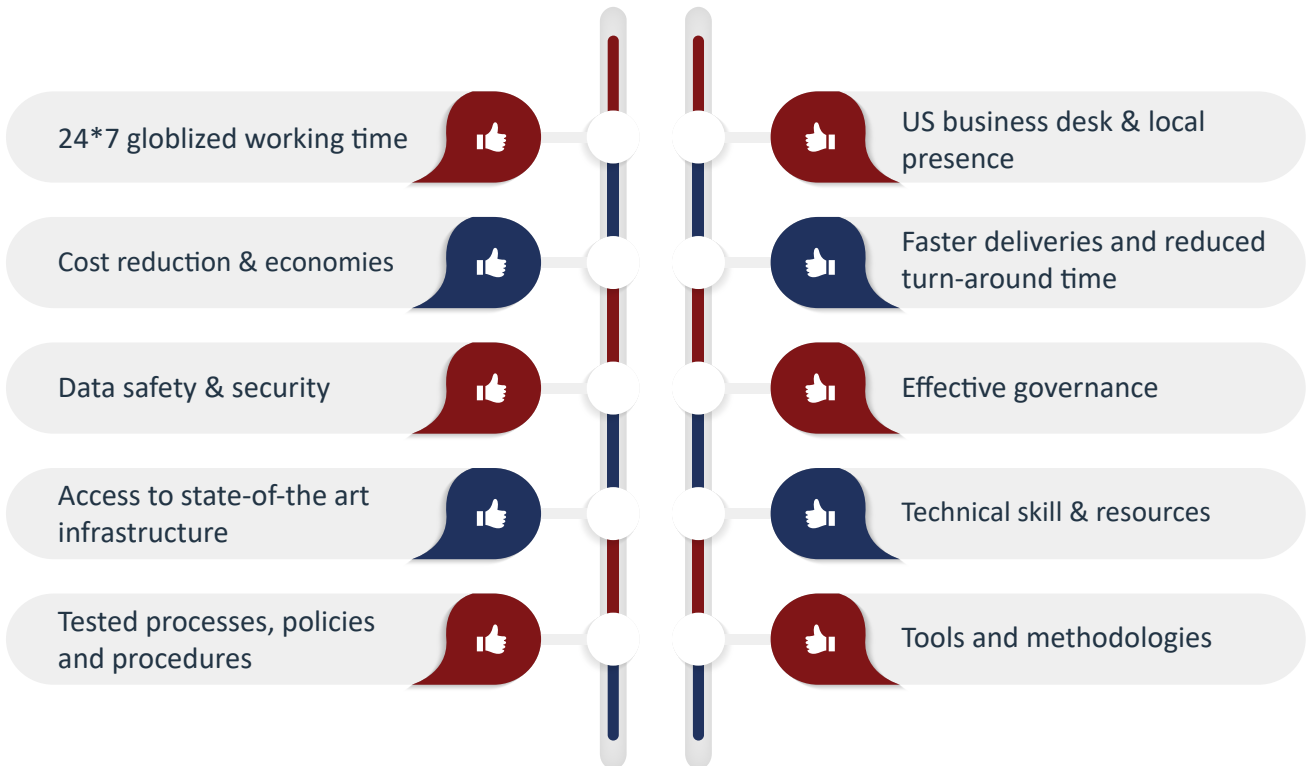 24*7 globlized working time
Cost reduction & economies
Data safety & security
Access to state-of-the art
infrastructure
Tested processes, policies
and procedures
US business desk & local
presence
Faster deliveries and reduced
turn-around time
Effective governance
Technical skill & resources
Tools and methodologies